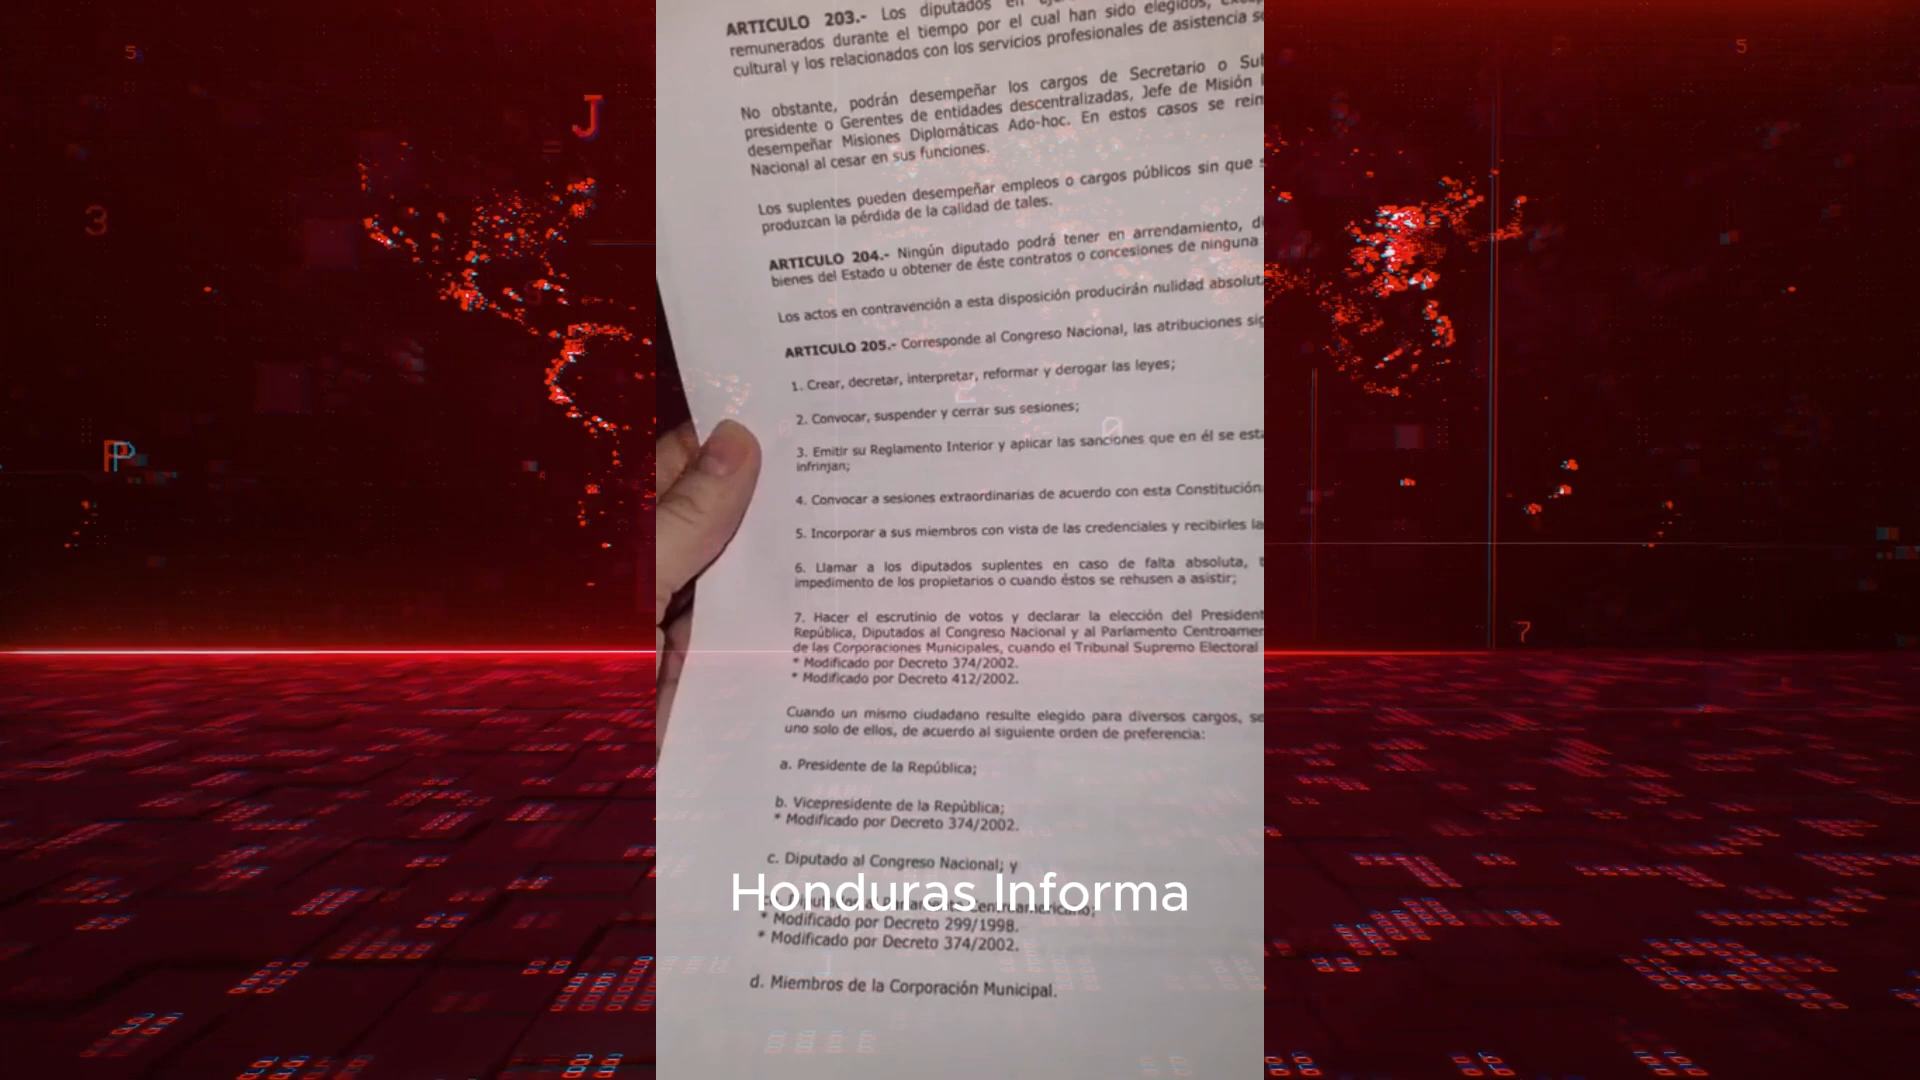 ARTICULO 203.- Los diputados en
remunerados durante el tiempo por el cual han sido elegidos,
cultural y los relacionados con los servicios profesionales de asistencia
No obstante, podrán desempeñar los cargos de Secretario o
presidente o Gerentes de entidades descentralizadas, Jefe de Misión
desempeñar Misiones Diplomáticas Ado-hoc. En estos casos se
Nacional al cesar en sus funciones.
Los suplentes pueden desempeñar empleos o cargos públicos sin que
produzcan la pérdida de la calidad de tales.
ARTICULO 204.- Ningún diputado podrá tener en arrendamiento,
bienes del Estado u obtener de éste contratos o concesiones de ninguna
Los actos en contravención a esta disposición producirán nulidad
ARTICULO 205.- Corresponde al Congreso Nacional, las atribuciones
1. Crear, decretar, interpretar, reformar y derogar las leyes;
2. Convocar, suspender y cerrar sus sesiones;
3. Emitir su Reglamento Interior y aplicar las sanciones que en él se
infrinjan;
4. Convocar a sesiones extraordinarias de acuerdo con esta Constitución
5. Incorporar a sus miembros con vista de las credenciales y recibirles
6. Llamar a los diputados suplentes en caso de falta absoluta,
impedimento de los propietarios o cuando éstos se rehusen a asistir;
7. Hacer el escrutinio de votos y declarar la elección del
República, Diputados al Congreso Nacional y al Parlamento
de las Corporaciones Municipales, cuando el Tribunal Supremo Electoral
* Modificado por Decreto 374/2002.
* Modificado por Decreto 412/2002.
Cuando un mismo ciudadano resulte elegido para diversos cargos,
uno solo de ellos, de acuerdo al siguiente orden de preferencia:
a. Presidente de la República;
b. Vicepresidente de la República;
* Modificado por Decreto 374/2002.
c. Diputado al Congreso Nacional; y
Honduras Informa
* Modificado por Decreto 299/1998.
* Modificado por Decreto 374/2002.
d. Miembros de la Corporación Municipal.